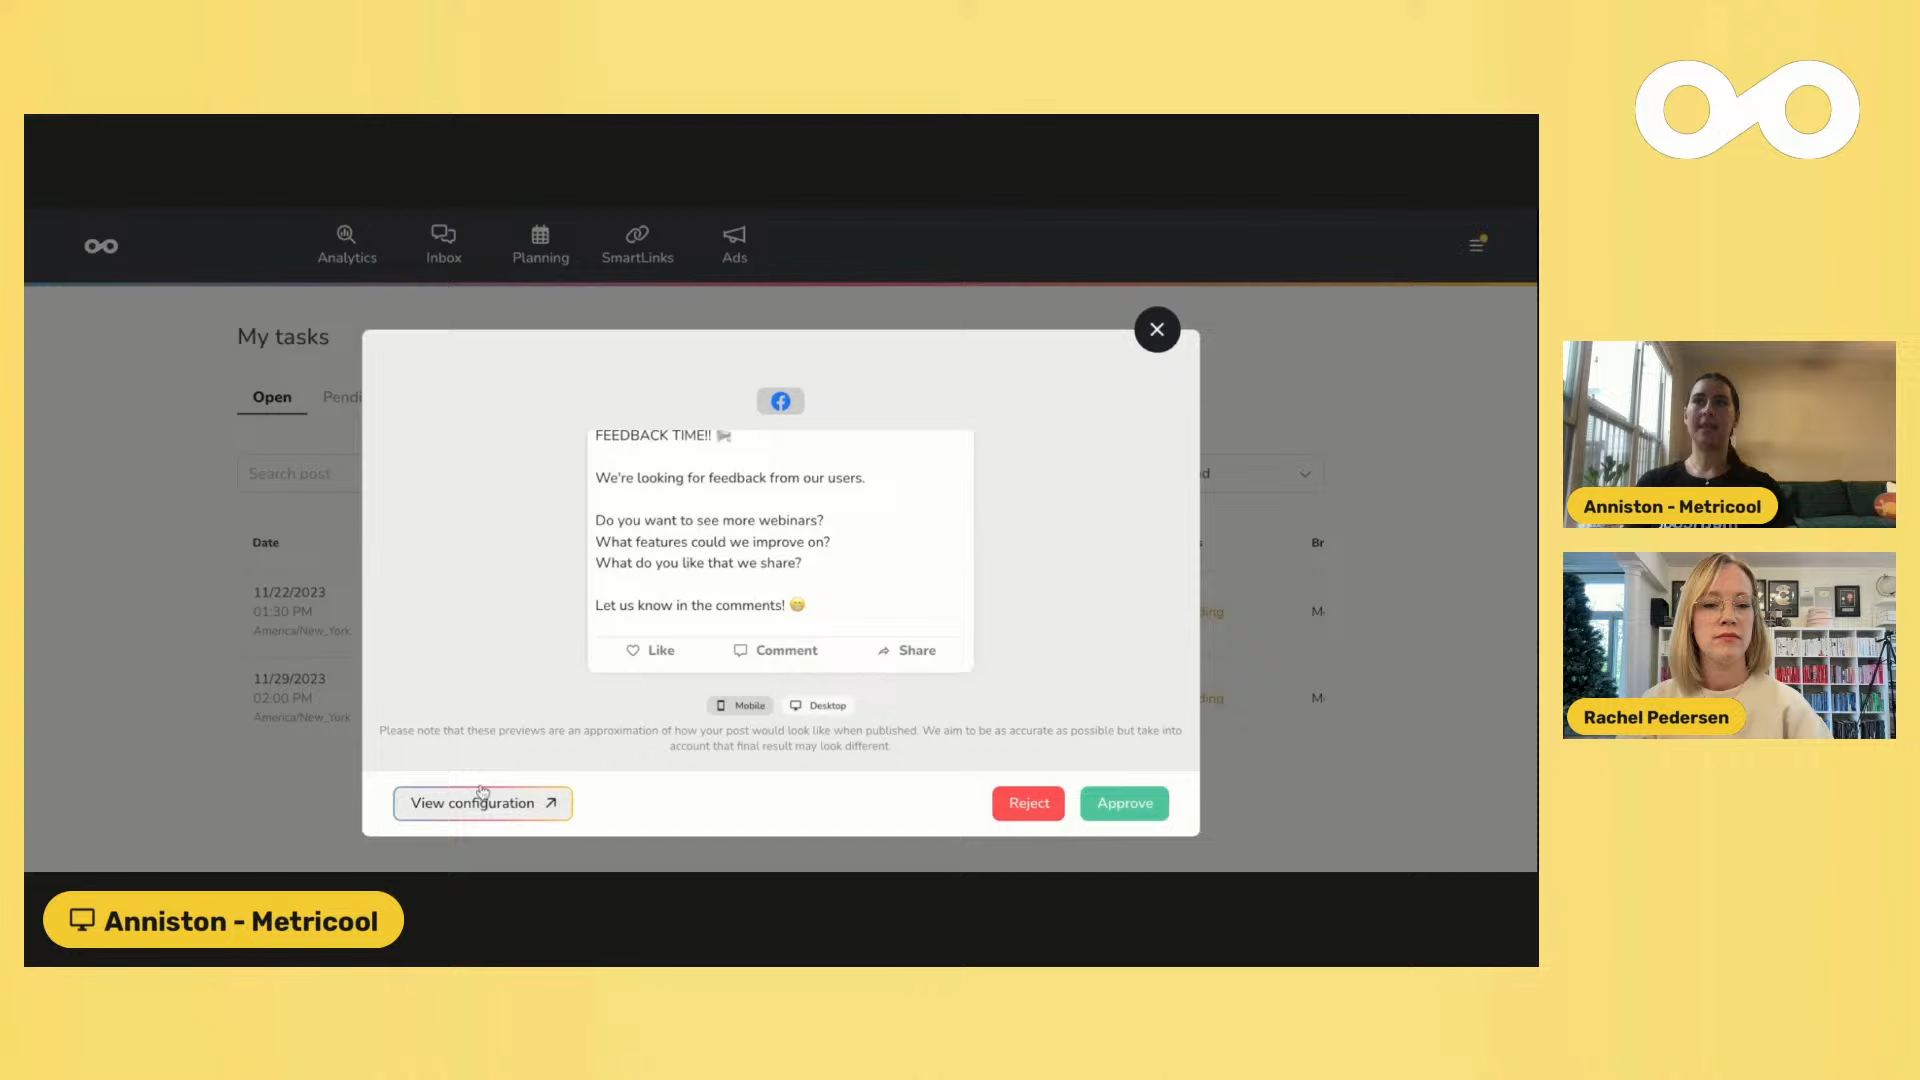 Analytics
Inbox
Planning
SmartLinks
Ads
My tasks
Open
Pendi
Search post
Date
11/22/2023
01:30 PM
America/New_York
11/29/2023
02:00 PM
America/New_York
FEEDBACK TIME!!
We're looking for feedback from our users.
Do you want to see more webinars?
What features could we improve on?
What do you like that we share?
Let us know in the comments! 😁
Like
Comment
Share
Mobile
Desktop
Please note that these previews are an approximation of how your post would look like when published. We aim to be as accurate as possible but take into
account that final result may look different.
View configuration
Reject
Approve
d
Br
ding
M
ding
M
Anniston - Metricool
Anniston - Metricool
Rachel Pedersen